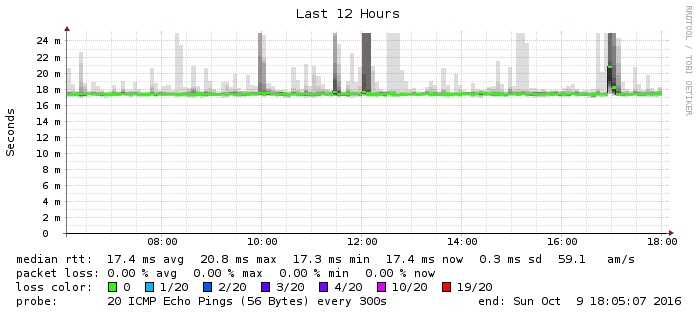 Last 12 Hours
RRDTOOL / TOBI OETIKER
Seconds
24 m
22 m
20 m
18 m
16 m
14 m
12 m
10 m
8 m
6 m
4 m
2 m
0
08:00 10:00 12:00 14:00 16:00 18:00
median rtt: 17.4 ms avg 20.8 ms max 17.3 ms min 17.4 ms now 0.3 ms sd 59.1 am/s
packet loss: 0.00 % avg 0.00 % max 0.00 % min 0.00 % now
loss color: 0 1/20 2/20 3/20 4/20 10/20 19/20
probe: 20 ICMP Echo Pings (56 Bytes) every 300s end: Sun Oct 9 18:05:07 2016